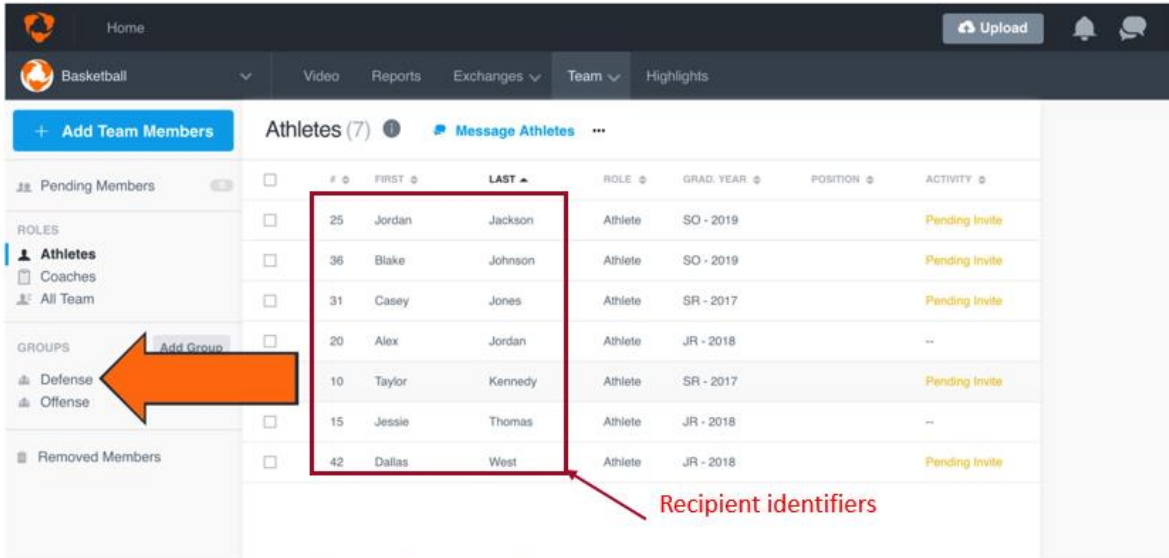 Home
Upload
Basketball
Video Reports Exchanges Team Highlights
+ Add Team Members
Athletes (7) Message Athletes •••
Pending Members
# FIRST LAST ROLE GRAD. YEAR POSITION ACTIVITY
25 Jordan Jackson Athlete SO - 2019 Pending Invite
ROLES
Athletes
36 Blake Johnson Athlete SO - 2019 Pending Invite
Coaches
All Team
31 Casey Jones Athlete SR - 2017 Pending Invite
GROUPS Add Group
20 Alex Jordan Athlete JR - 2018 --
Defense
10 Taylor Kennedy Athlete SR - 2017 Pending Invite
Offense
15 Jessie Thomas Athlete JR - 2018 --
Removed Members
42 Dallas West Athlete JR - 2018 Pending Invite
Recipient identifiers